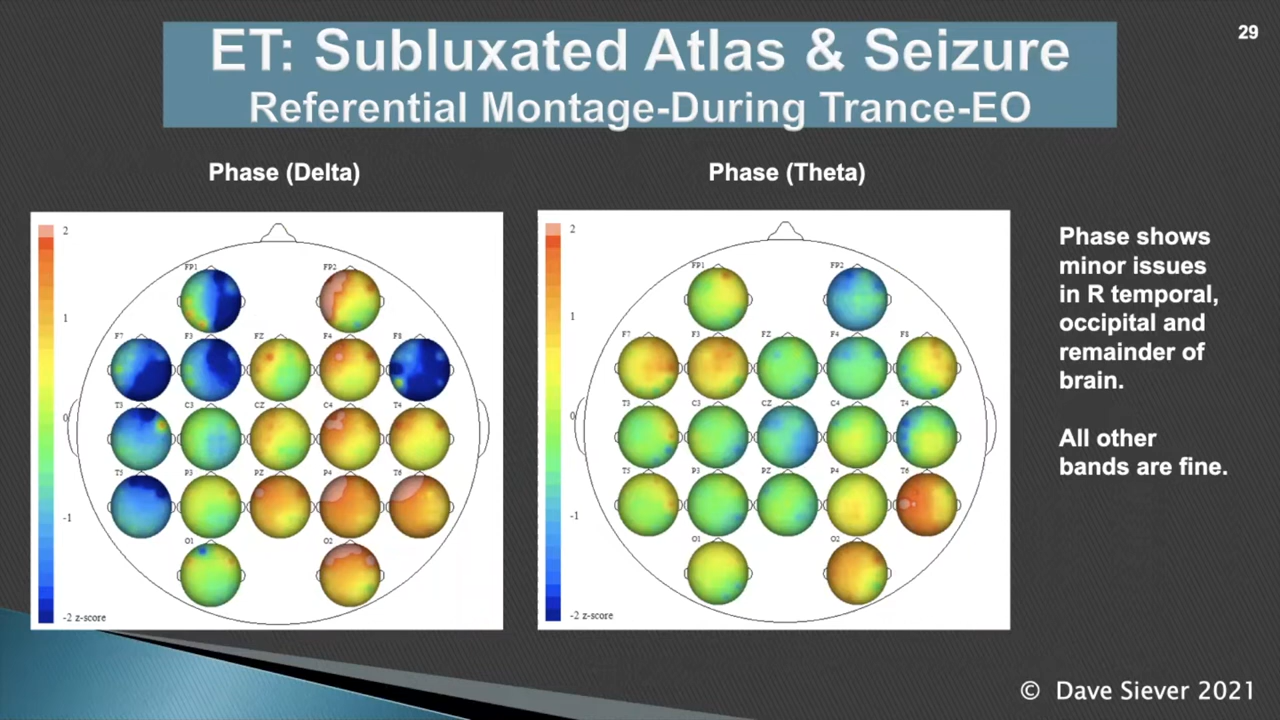 29
ET: Subluxated Atlas & Seizure
Referential Montage-During Trance-EO
Phase (Delta)
2
1
0
-1
-2 z-score
FP1 FP2
F7 F3 FZ F4 F8
T3 C3 CZ C4 T4
T5 P3 PZ P4 T6
O1 O2
Phase (Theta)
2
1
0
-1
-2 z-score
FP1 FP2
F7 F3 FZ F4 F8
T3 C3 CZ C4 T4
T5 P3 PZ P4 T6
O1 O2
Phase shows
minor issues
in R temporal,
occipital and
remainder of
brain.
All other
bands are fine.
© Dave Siever 2021